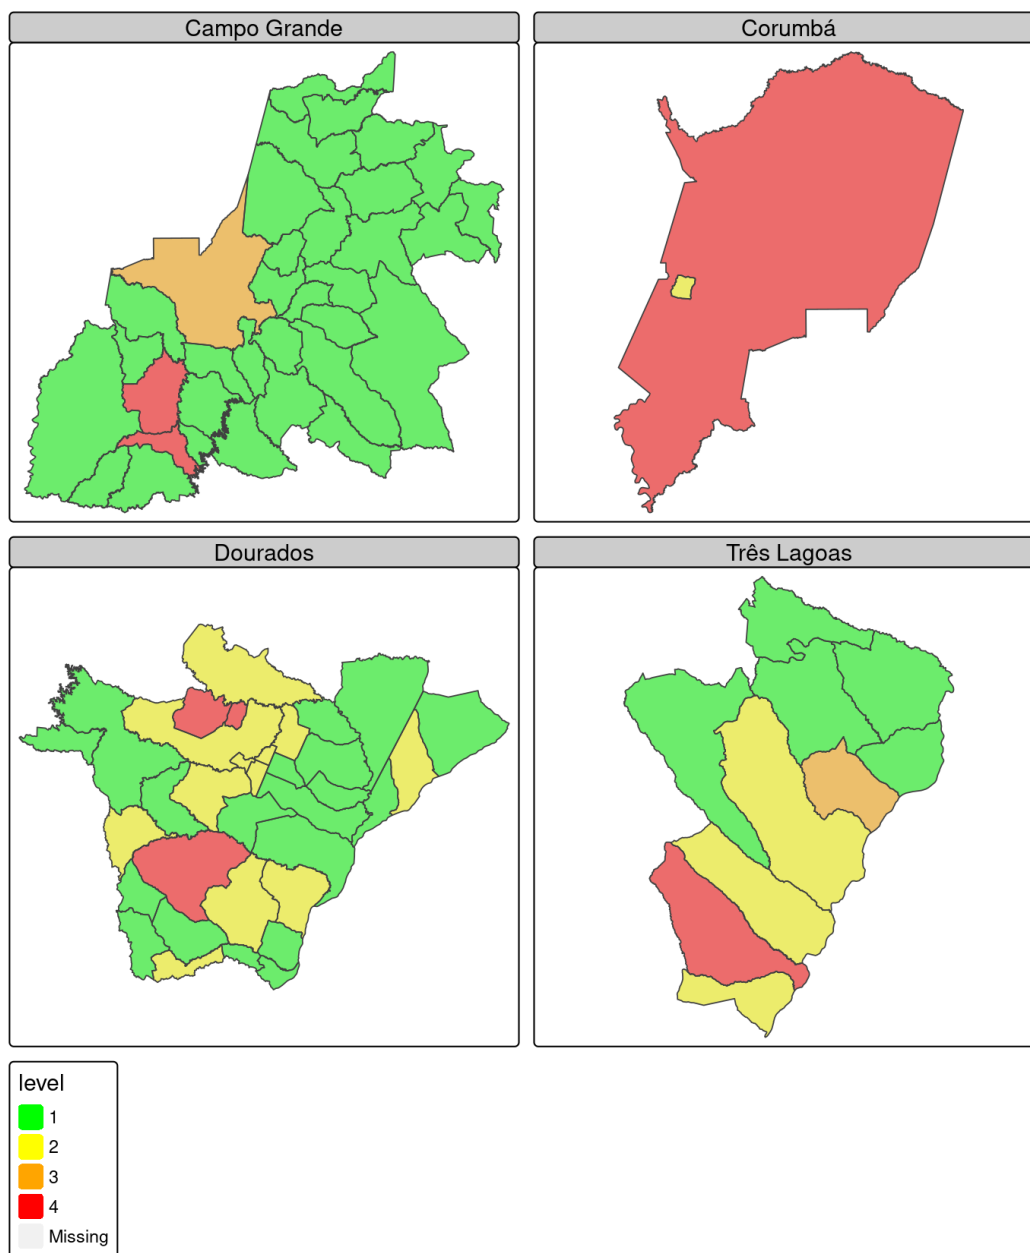 Campo Grande
Corumbá
Dourados
Três Lagoas
level
1
2
3
4
Missing